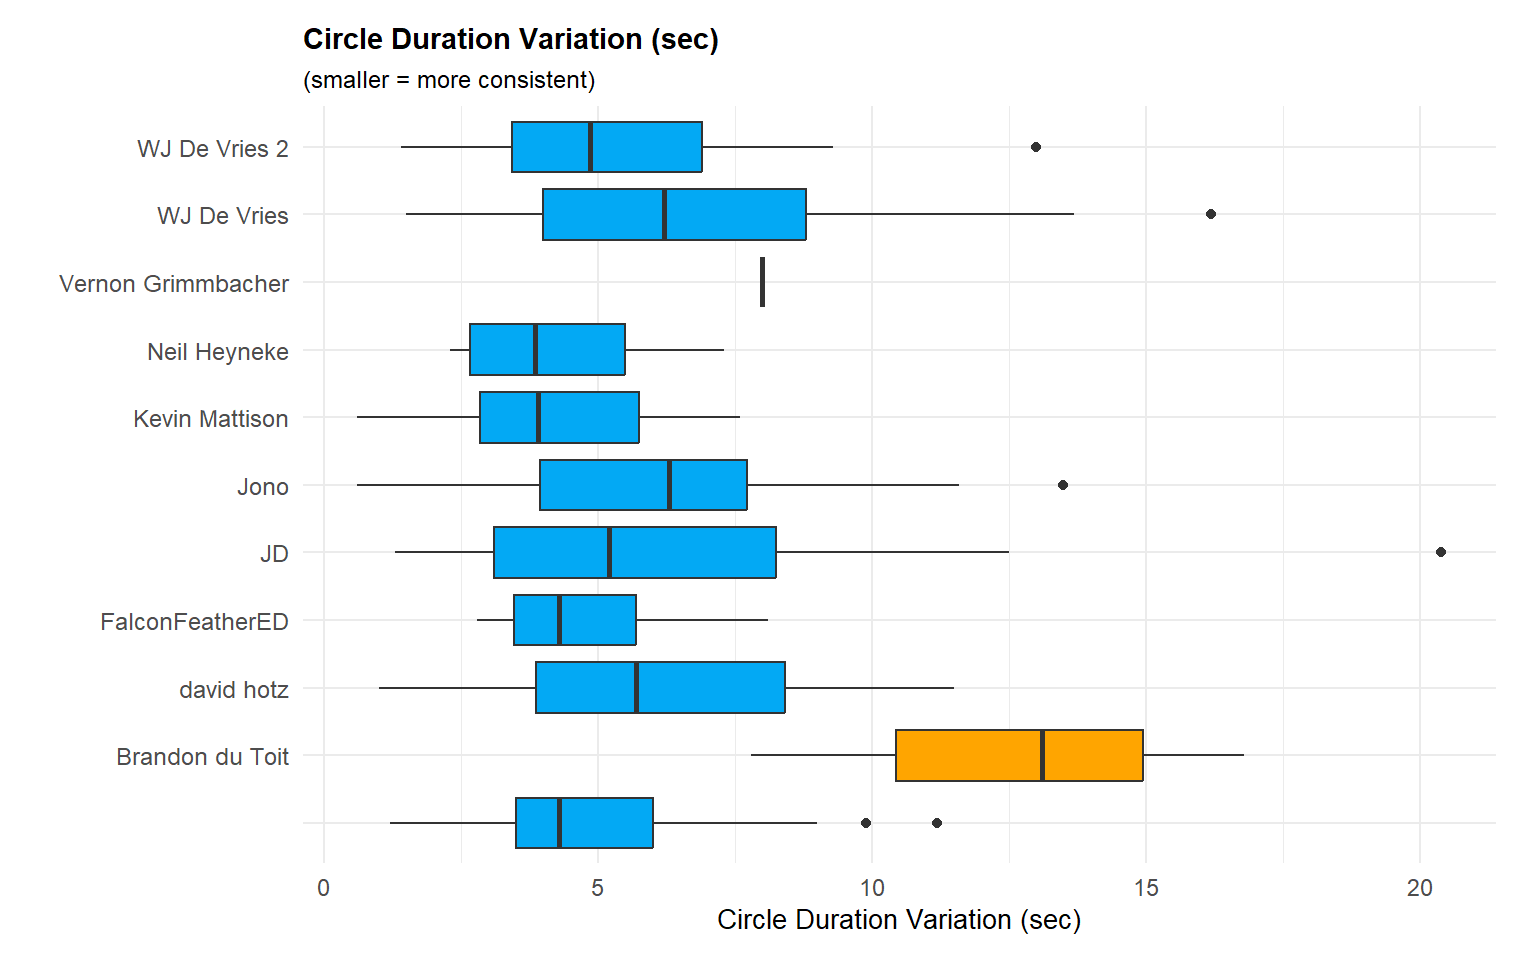 Circle Duration Variation (sec)
(smaller = more consistent)
WJ De Vries 2
WJ De Vries
Vernon Grimmbacher
Neil Heyneke
Kevin Mattison
Jono
JD
FalconFeatherED
david hotz
Brandon du Toit
0 5 10 15 20
Circle Duration Variation (sec)